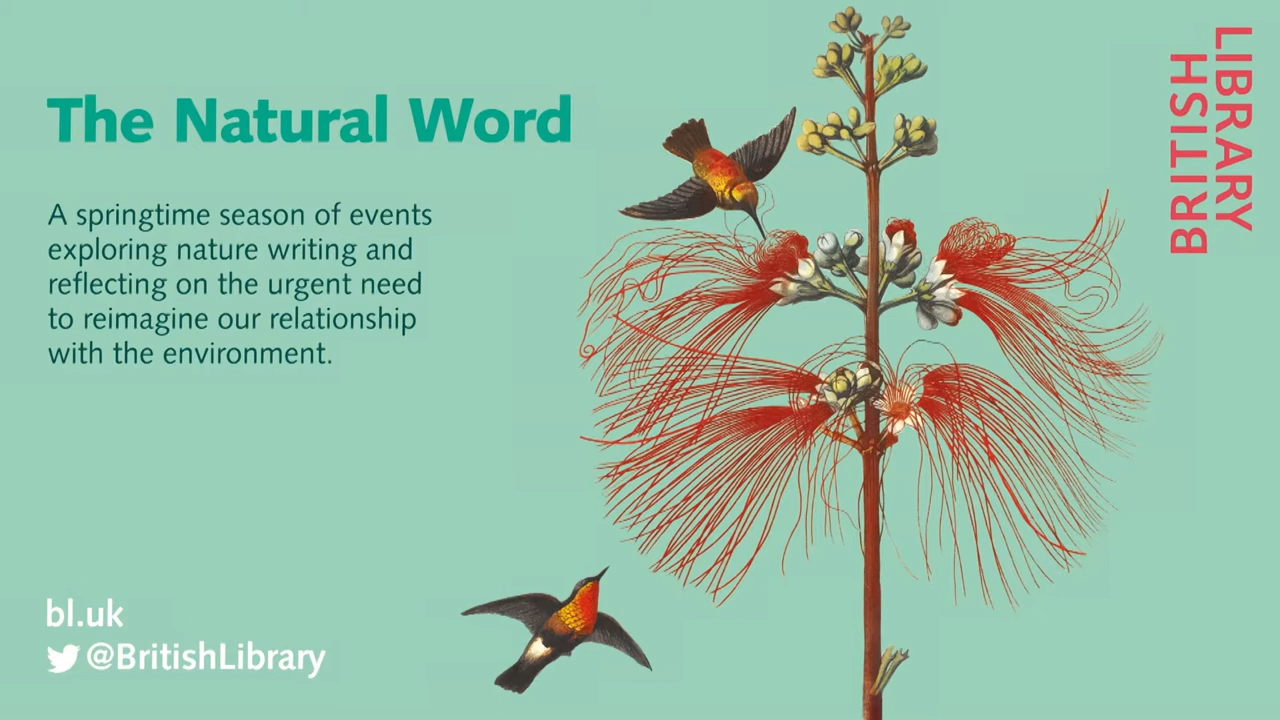 The Natural Word
A springtime season of events
exploring nature writing and
reflecting on the urgent need
to reimagine our relationship
with the environment.
bl.uk
@BritishLibrary
BRITISH
LIBRARY